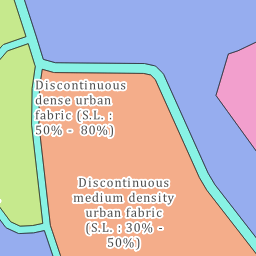 Discontinuous
dense urban
fabric (S.L. :
50% -  80%)
Discontinuous
medium density
urban fabric
(S.L. : 30% -
50%)